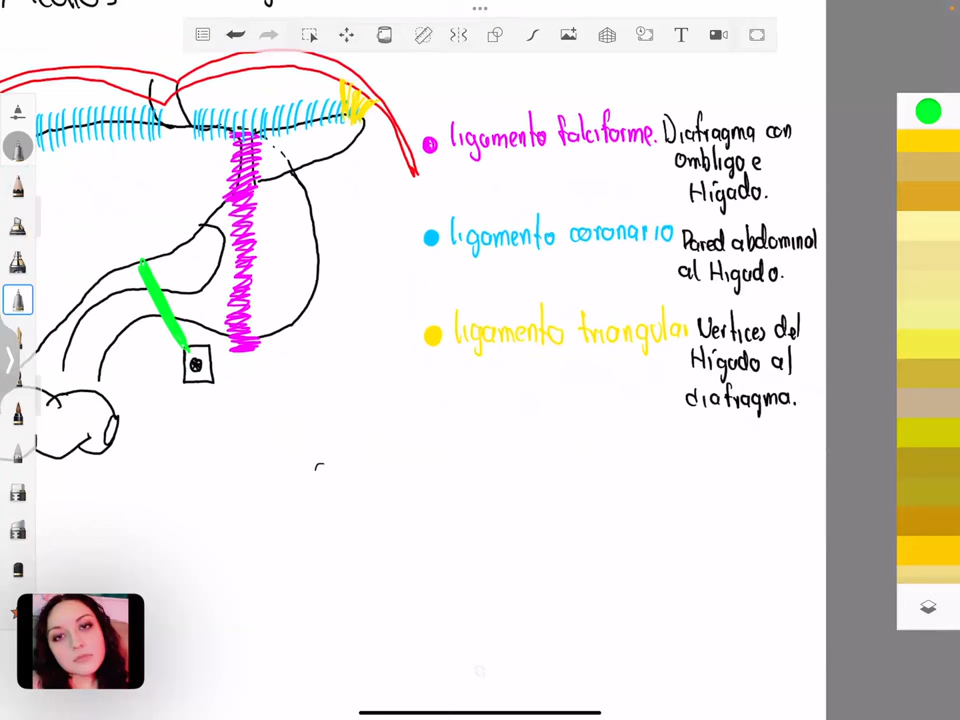 ligamento falciforme. Diafragma con
Ombligo e
Hígado.
ligamento coronario Pared abdominal
al Hígado.
ligamento triangular Vertices del
Hígado al
diafragma.
T